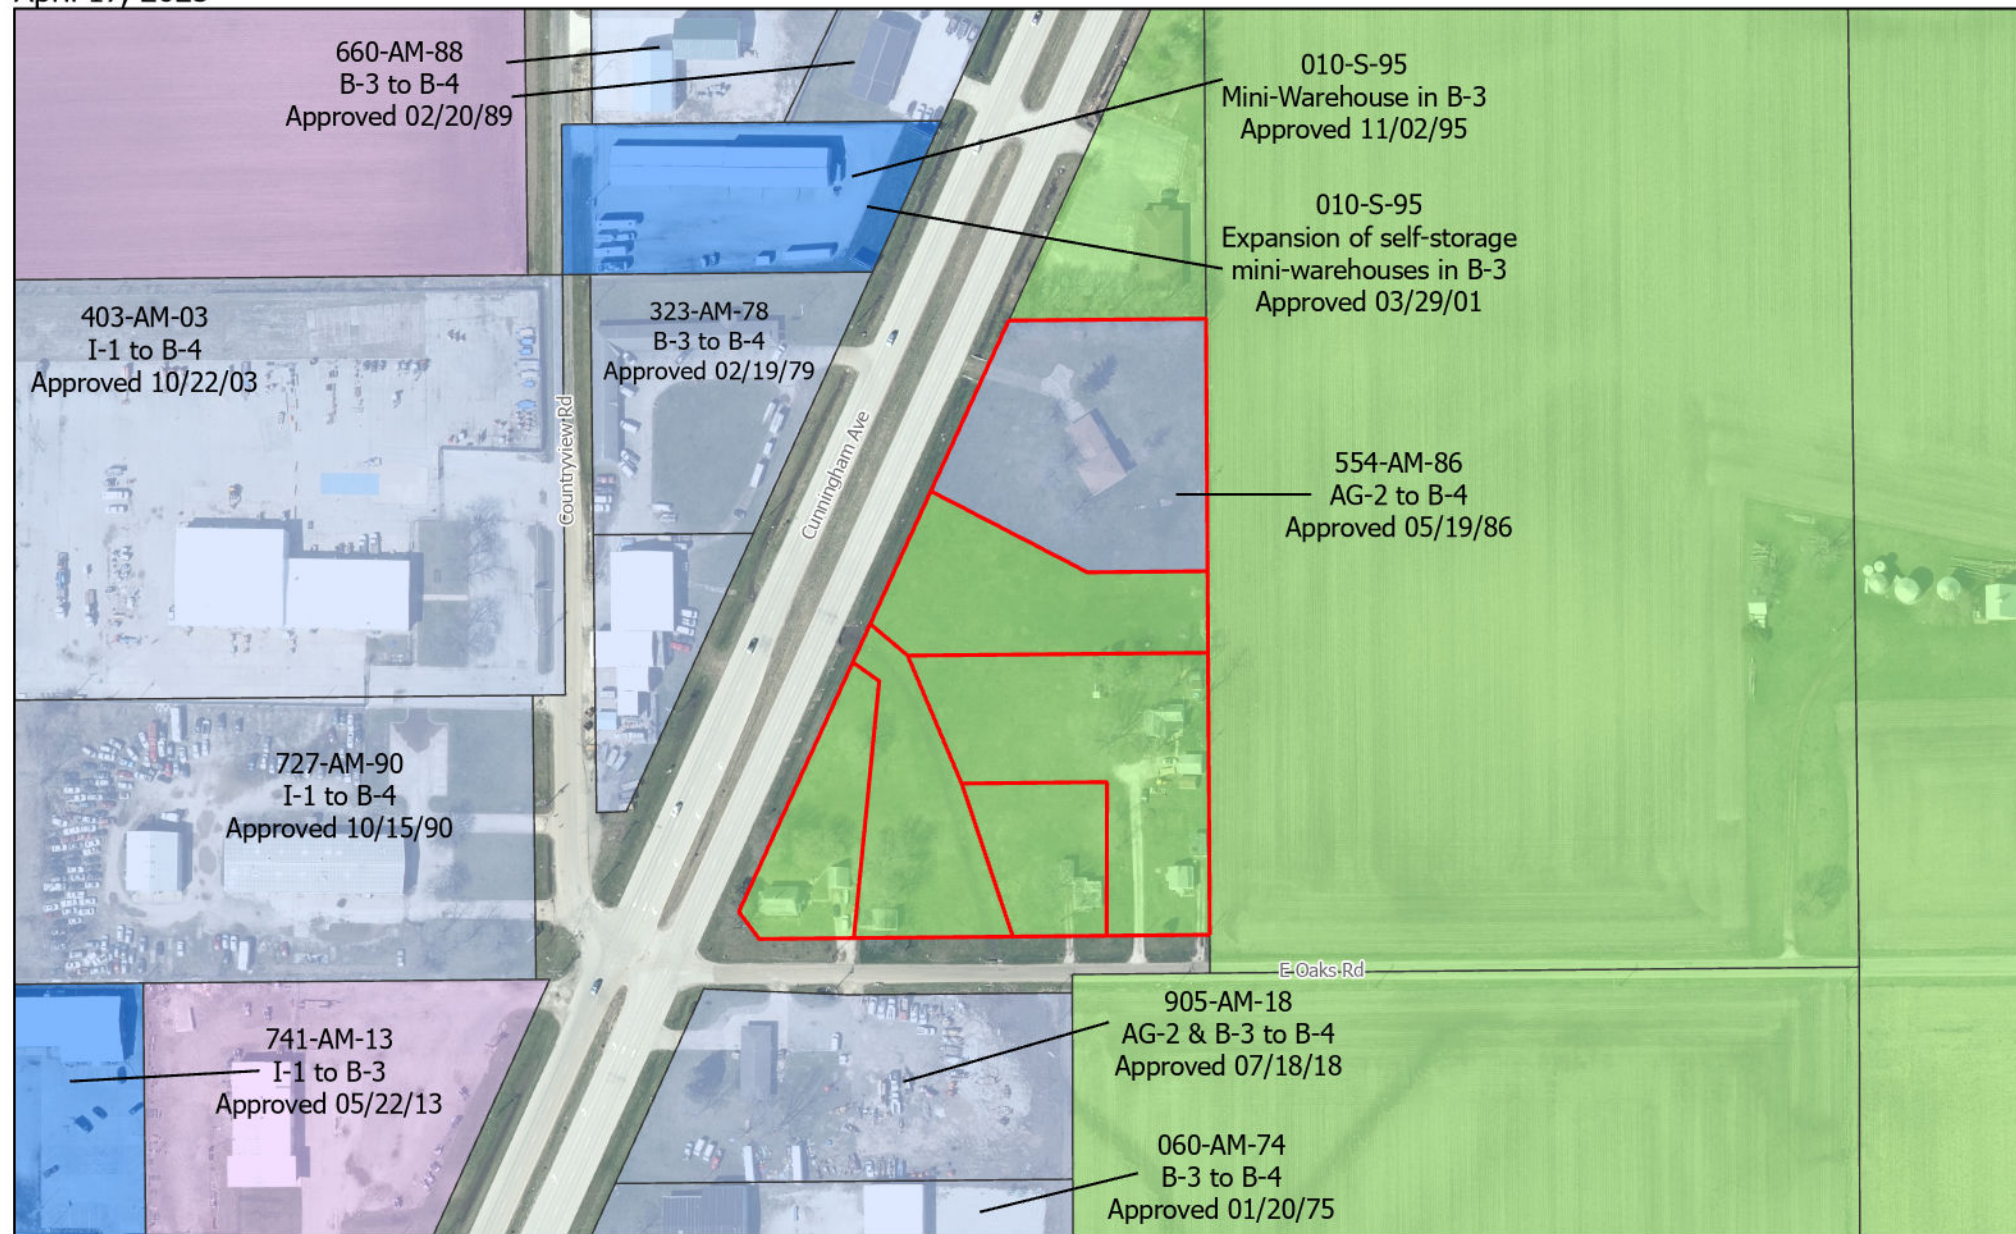 660-AM-88
B-3 to B-4
Approved 02/20/89
010-S-95
Mini-Warehouse in B-3
Approved 11/02/95
010-S-95
Expansion of self-storage
mini-warehouses in B-3
Approved 03/29/01
403-AM-03
I-1 to B-4
Approved 10/22/03
323-AM-78
B-3 to B-4
Approved 02/19/79
Countryview Rd
Cunningham Ave
554-AM-86
AG-2 to B-4
Approved 05/19/86
727-AM-90
I-1 to B-4
Approved 10/15/90
E Oaks Rd
741-AM-13
I-1 to B-3
Approved 05/22/13
905-AM-18
AG-2 & B-3 to B-4
Approved 07/18/18
060-AM-74
B-3 to B-4
Approved 01/20/75